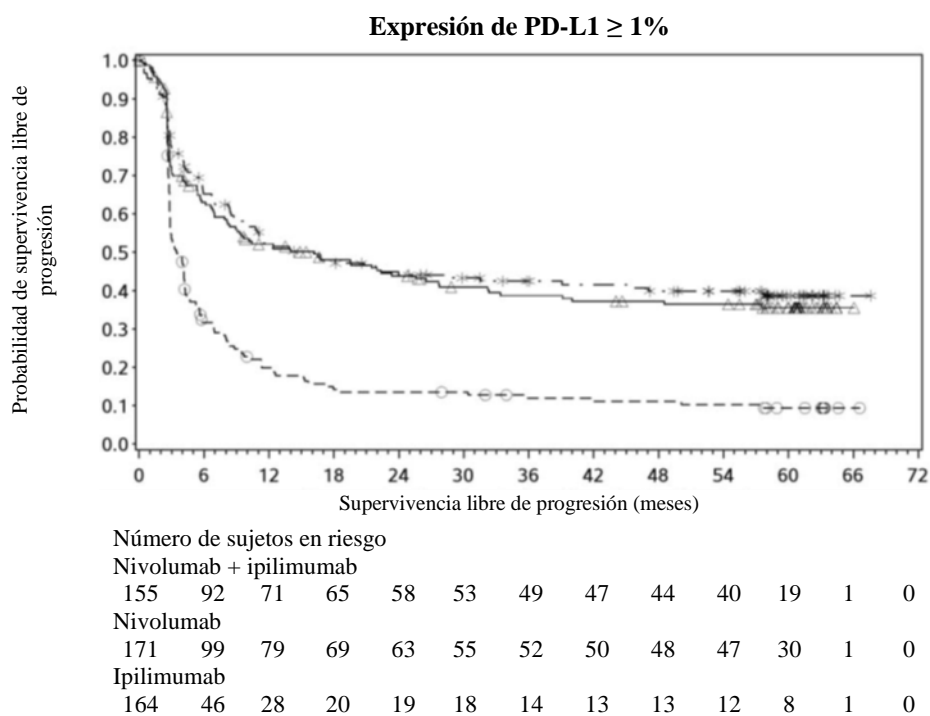 Expresión de PD-L1 ≥ 1%
Probabilidad de supervivencia libre de
progresión
1.0
0.9
0.8
0.7
0.6
0.5
0.4
0.3
0.2
0.1
0.0
0 6 12 18 24 30 36 42 48 54 60 66 72
Supervivencia libre de progresión (meses)
Número de sujetos en riesgo
Nivolumab + ipilimumab
155 92 71 65 58 53 49 47 44 40 19 1 0
Nivolumab
171 99 79 69 63 55 52 50 48 47 30 1 0
Ipilimumab
164 46 28 20 19 18 14 13 13 12 8 1 0